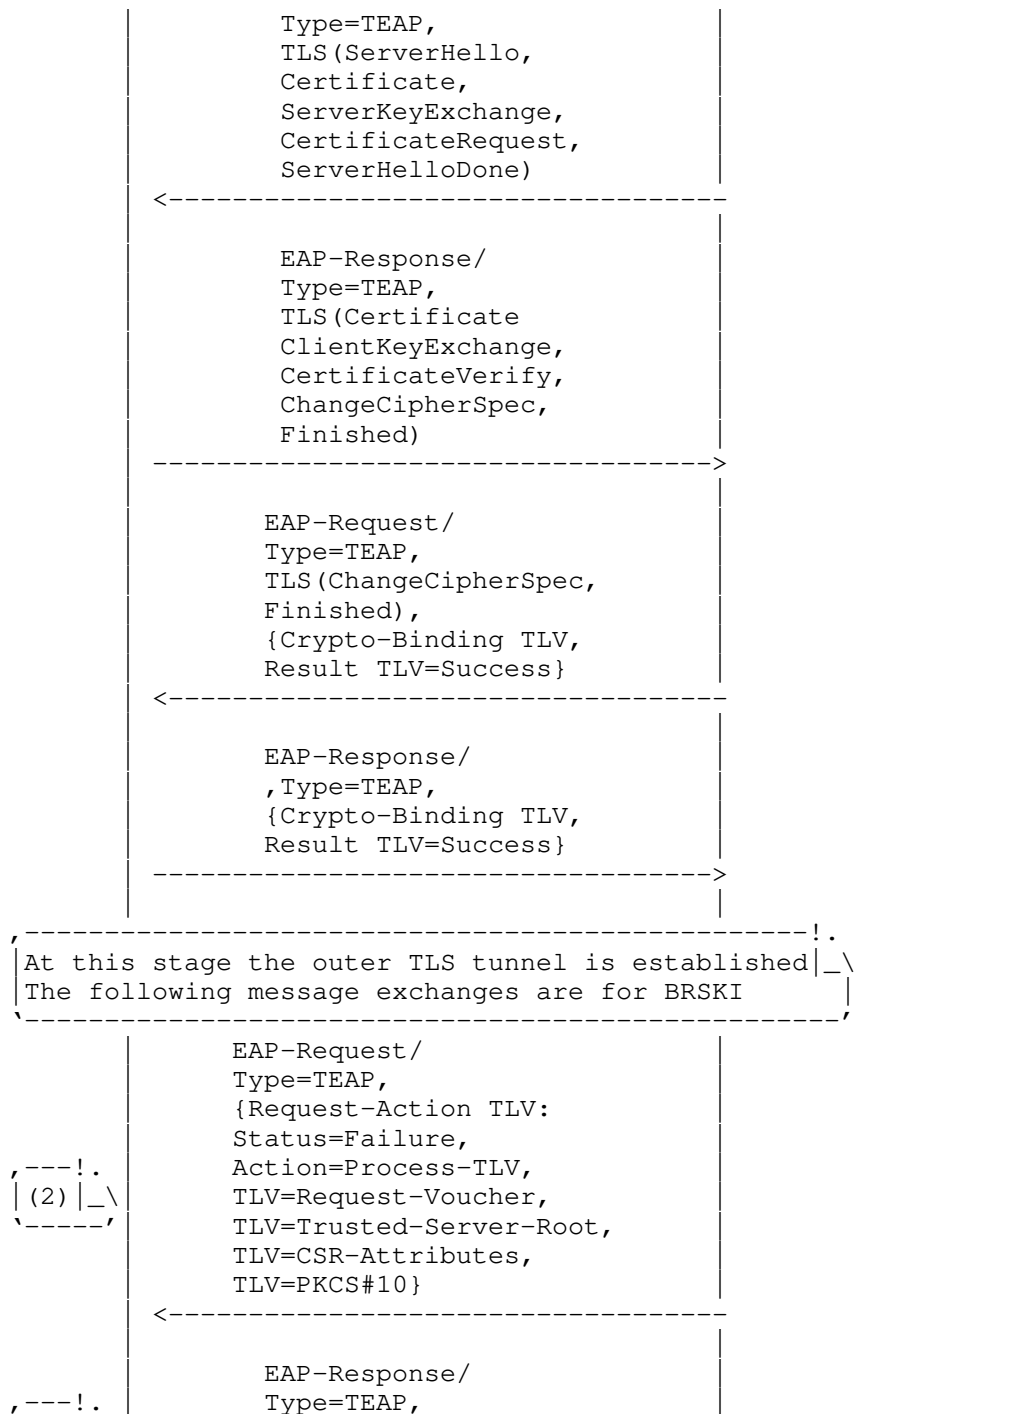 Type=TEAP,
TLS(ServerHello,
Certificate,
ServerKeyExchange,
CertificateRequest,
ServerHelloDone)
<-----------------------------------
EAP-Response/
Type=TEAP,
TLS(Certificate
ClientKeyExchange,
CertificateVerify,
ChangeCipherSpec,
Finished)
----------------------------------->
EAP-Request/
Type=TEAP,
TLS(ChangeCipherSpec,
Finished),
{Crypto-Binding TLV,
Result TLV=Success}
<-----------------------------------
EAP-Response/
,Type=TEAP,
{Crypto-Binding TLV,
Result TLV=Success}
----------------------------------->
,-------------------------------------------------!.
|At this stage the outer TLS tunnel is established|_\
|The following message exchanges are for BRSKI      |
`---------------------------------------------------'
EAP-Request/
Type=TEAP,
{Request-Action TLV:
Status=Failure,
,---!. | Action=Process-TLV,
|(2)|_\| TLV=Request-Voucher,
`-----'| TLV=Trusted-Server-Root,
TLV=CSR-Attributes,
TLV=PKCS#10}
<-----------------------------------
EAP-Response/
,---!. | Type=TEAP,